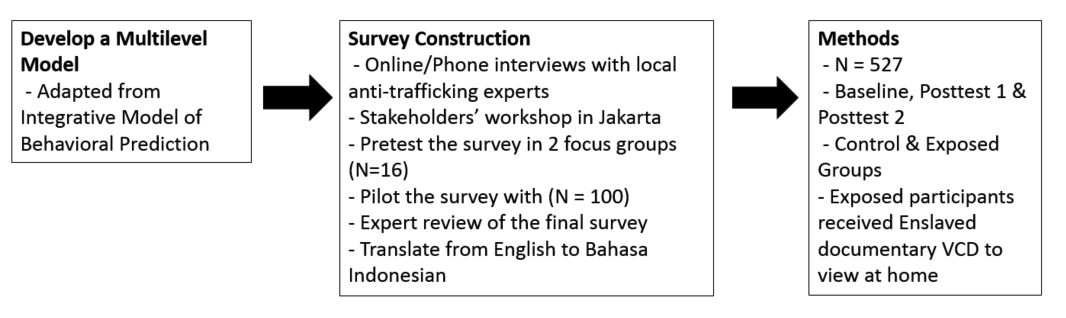 Develop a Multilevel
Model
- Adapted from
Integrative Model of
Behavioral Prediction
Survey Construction
- Online/Phone interviews with local
anti-trafficking experts
- Stakeholders' workshop in Jakarta
- Pretest the survey in 2 focus groups
(N=16)
- Pilot the survey with (N = 100)
- Expert review of the final survey
- Translate from English to Bahasa
Indonesian
Methods
- N = 527
- Baseline, Posttest 1 &
Posttest 2
- Control & Exposed
Groups
- Exposed participants
received Enslaved
documentary VCD to
view at home